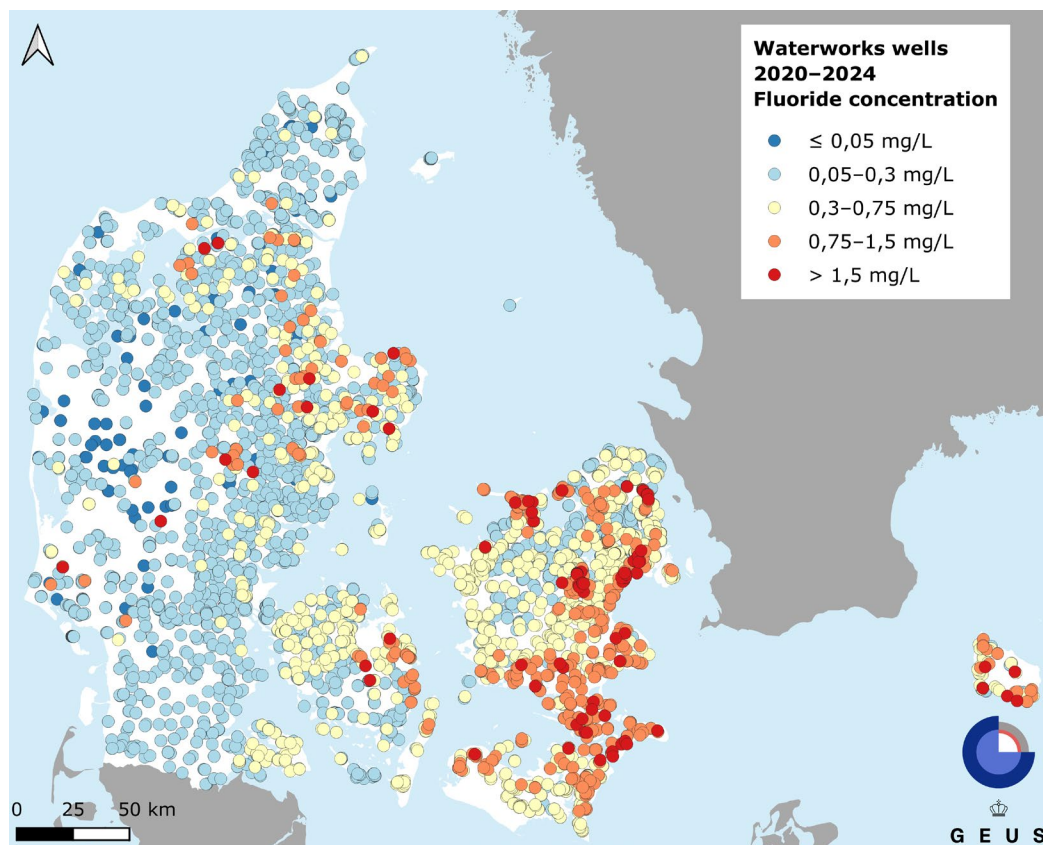 Waterworks wells
2020–2024
Fluoride concentration
≤ 0,05 mg/L
0,05–0,3 mg/L
0,3–0,75 mg/L
0,75–1,5 mg/L
> 1,5 mg/L
0 25 50 km
G E U S